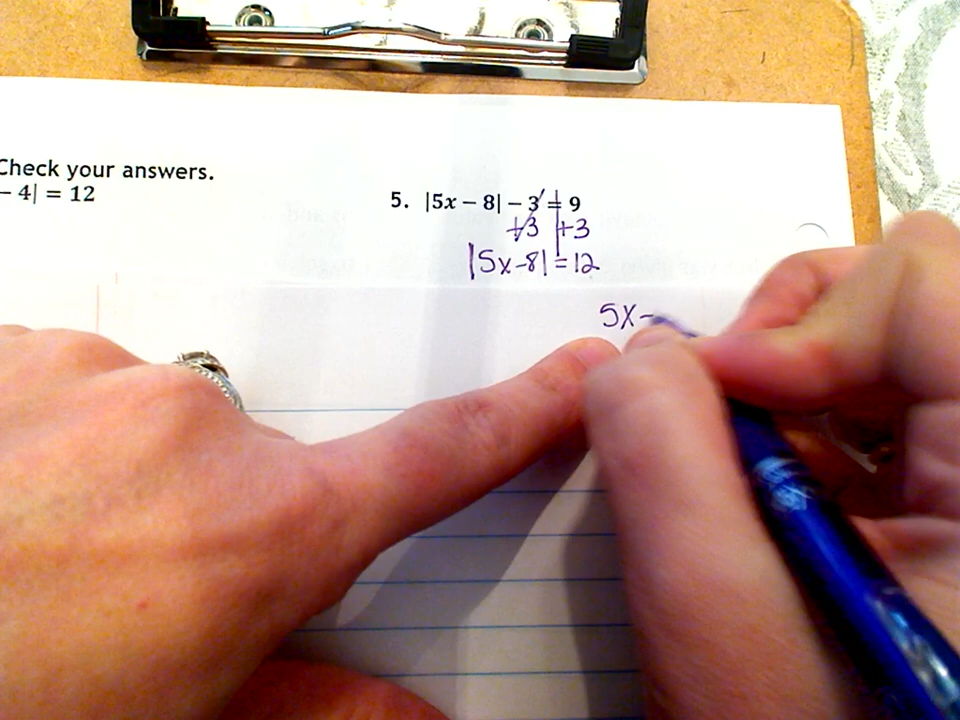 Check your answers.
– 4| = 12
5. |5x − 8| − 3 = 9
+3 +3
|5x-8| = 12
5x-